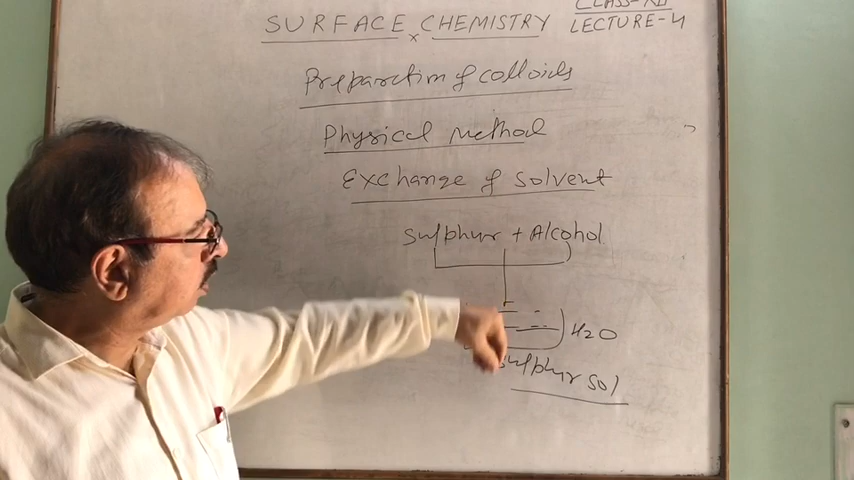 CLASS-XII
SURFACE CHEMISTRY LECTURE-4
Preparation of colloids
Physical Method
Exchange of solvent
Sulphur + Alcohol
H2O
Sulphur sol